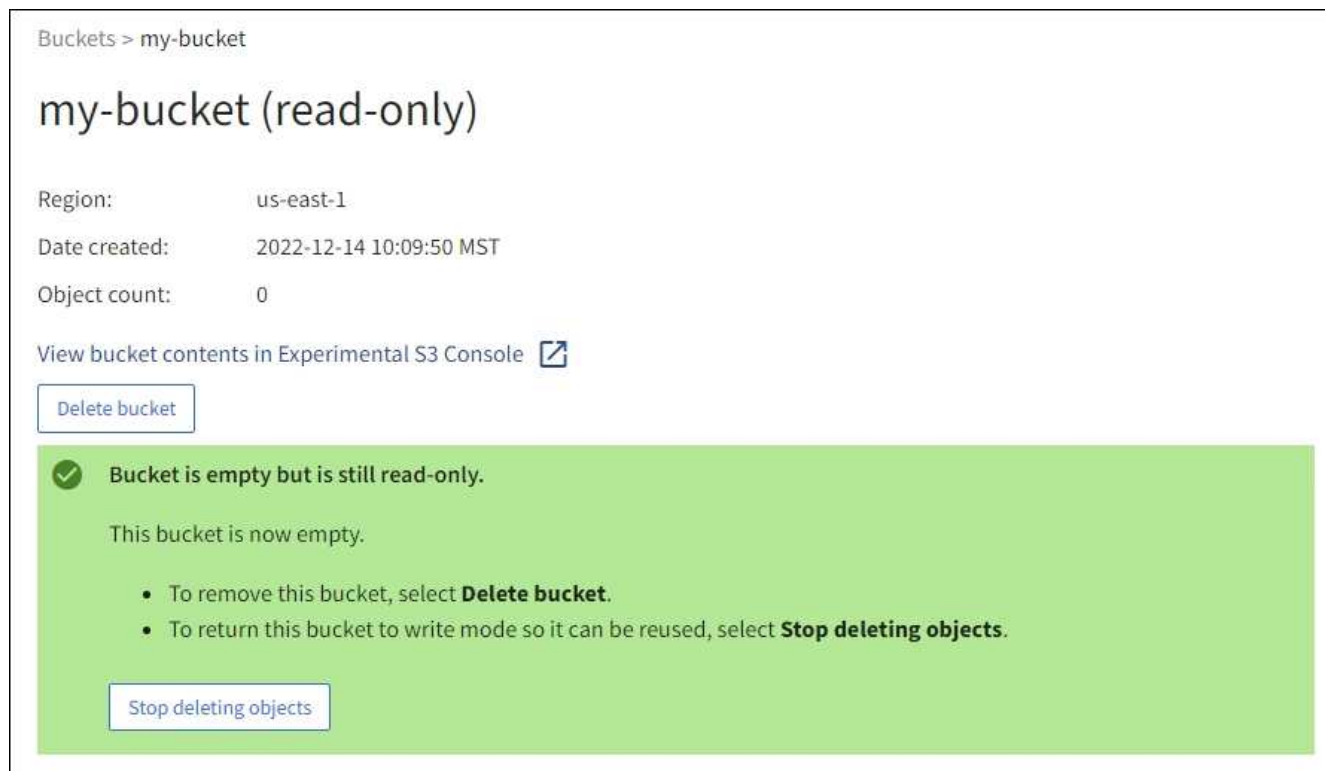 Buckets > my-bucket
my-bucket (read-only)
Region: us-east-1
Date created: 2022-12-14 10:09:50 MST
Object count: 0
View bucket contents in Experimental S3 Console
Delete bucket
Bucket is empty but is still read-only.
This bucket is now empty.
• To remove this bucket, select Delete bucket.
• To return this bucket to write mode so it can be reused, select Stop deleting objects.
Stop deleting objects